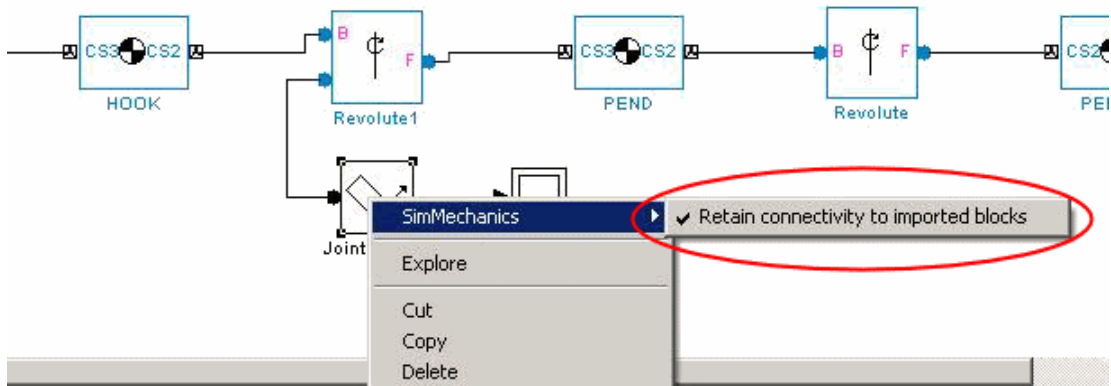 CS3 CS2
HOOK
B
F
Revolute1
CS3 CS2
PEND
B F
Revolute
CS2
Joint
SimMechanics
Retain connectivity to imported blocks
Explore
Cut
Copy
Delete